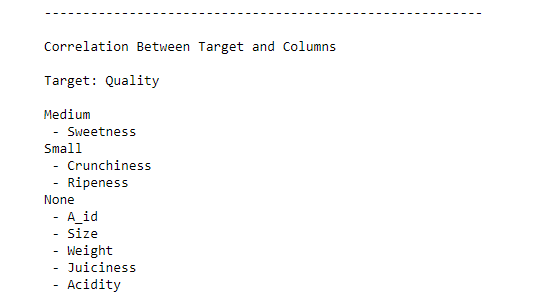 ---------------------------------------------------------
Correlation Between Target and Columns
Target: Quality
Medium
- Sweetness
Small
- Crunchiness
- Ripeness
None
- A_id
- Size
- Weight
- Juiciness
- Acidity